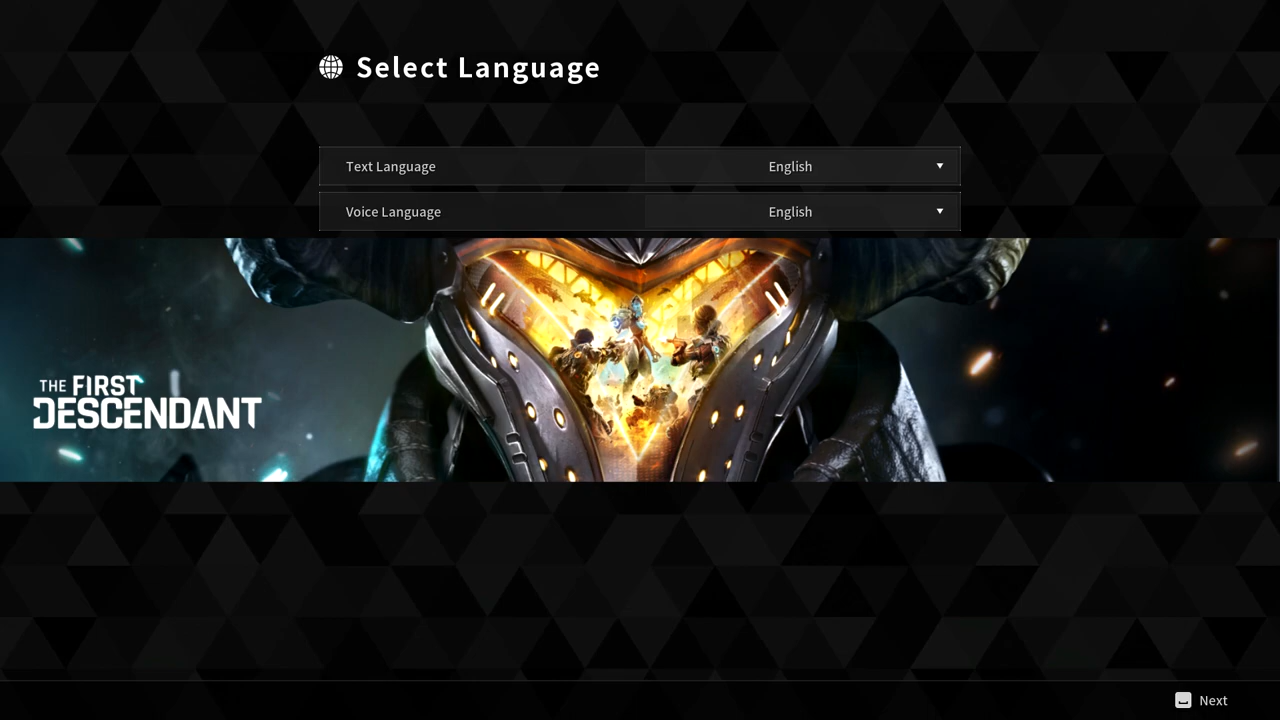 Select Language
Text Language English
Voice Language English
THE FIRST
DESCENDANT
Next